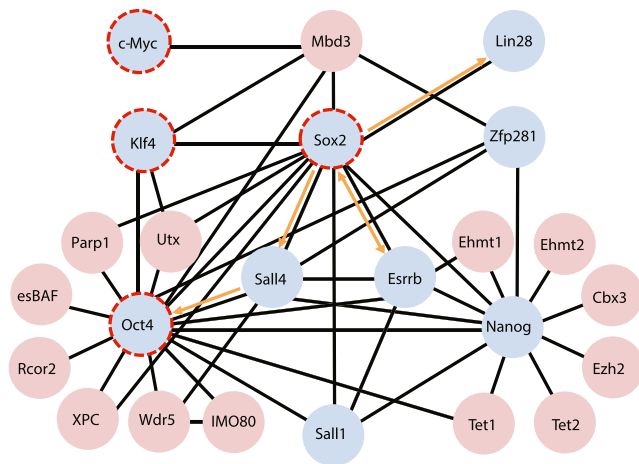 c-Myc
Mbd3
Lin28
Klf4
Sox2
Zfp281
Parp1
Utx
Ehmt1
Ehmt2
esBAF
Sall4
Esrrb
Cbx3
Oct4
Nanog
Rcor2
Ezh2
XPC
Wdr5
IMO80
Sall1
Tet1
Tet2